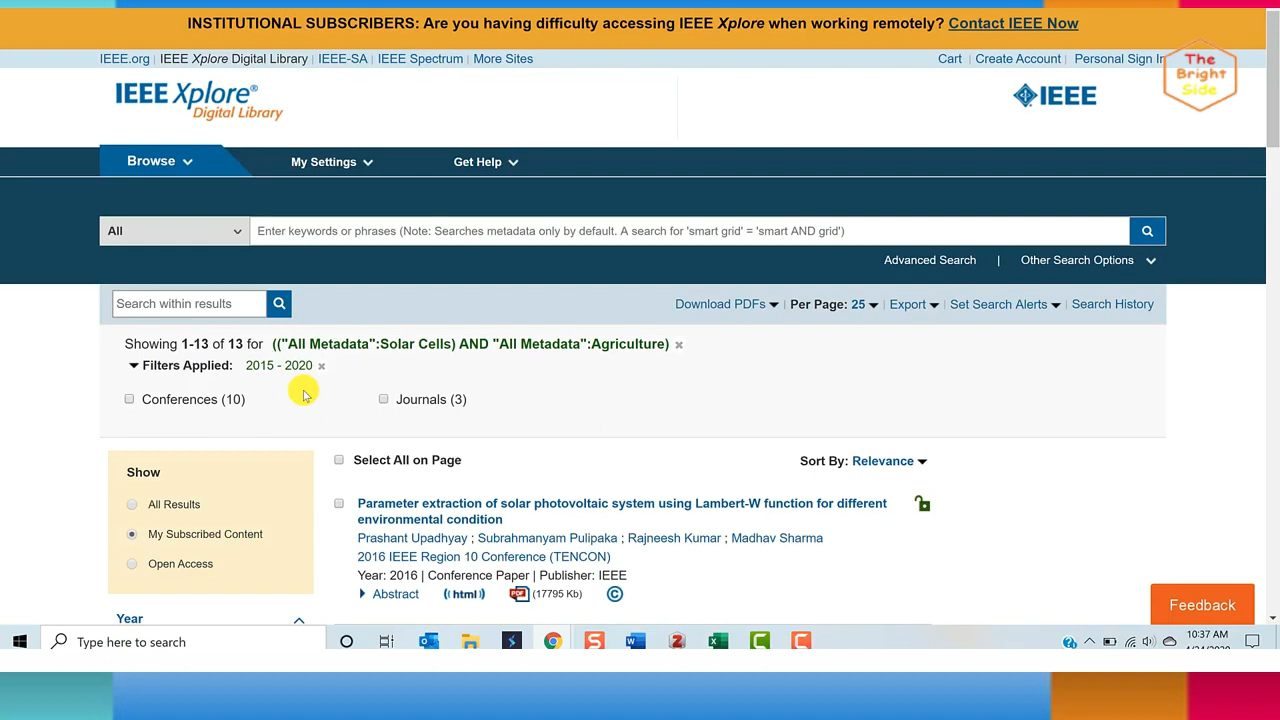 INSTITUTIONAL SUBSCRIBERS: Are you having difficulty accessing IEEE Xplore when working remotely? Contact IEEE Now
IEEE.org | IEEE Xplore Digital Library | IEEE-SA | IEEE Spectrum | More Sites
Cart | Create Account | Personal Sign In
The
Bright
Side
IEEE Xplore®
Digital Library
IEEE
Browse
My Settings
Get Help
All
Enter keywords or phrases (Note: Searches metadata only by default. A search for 'smart grid' = 'smart AND grid')
Advanced Search | Other Search Options
Search within results
Download PDFs | Per Page: 25 | Export | Set Search Alerts | Search History
Showing 1-13 of 13 for (("All Metadata":Solar Cells) AND "All Metadata":Agriculture)
Filters Applied: 2015 - 2020
Conferences (10)
Journals (3)
Show
All Results
My Subscribed Content
Open Access
Year
Select All on Page
Sort By: Relevance
Parameter extraction of solar photovoltaic system using Lambert-W function for different
environmental condition
Prashant Upadhyay ; Subrahmanyam Pulipaka ; Rajneesh Kumar ; Madhav Sharma
2016 IEEE Region 10 Conference (TENCON)
Year: 2016 | Conference Paper | Publisher: IEEE
Abstract ((html)) PDF (17795 Kb) ©
Feedback
Type here to search
10:37 AM